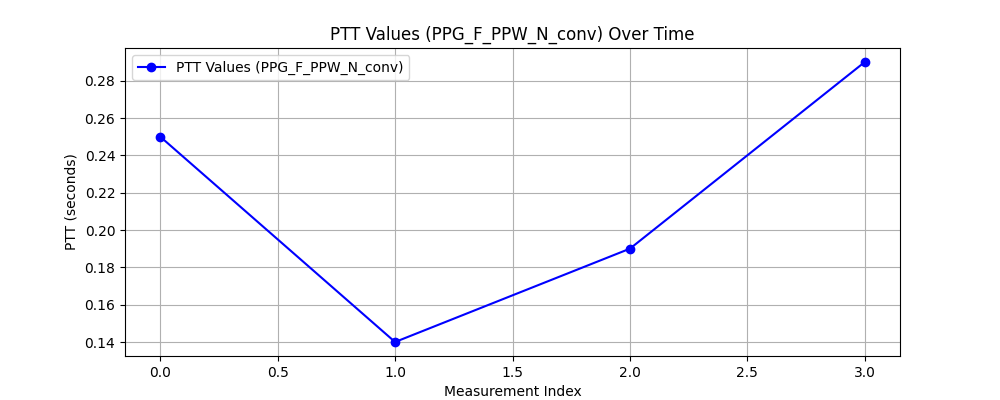 PTT Values (PPG_F_PPW_N_conv) Over Time
PTT Values (PPG_F_PPW_N_conv)
PTT (seconds)
0.28
0.26
0.24
0.22
0.20
0.18
0.16
0.14
0.0 0.5 1.0 1.5 2.0 2.5 3.0
Measurement Index